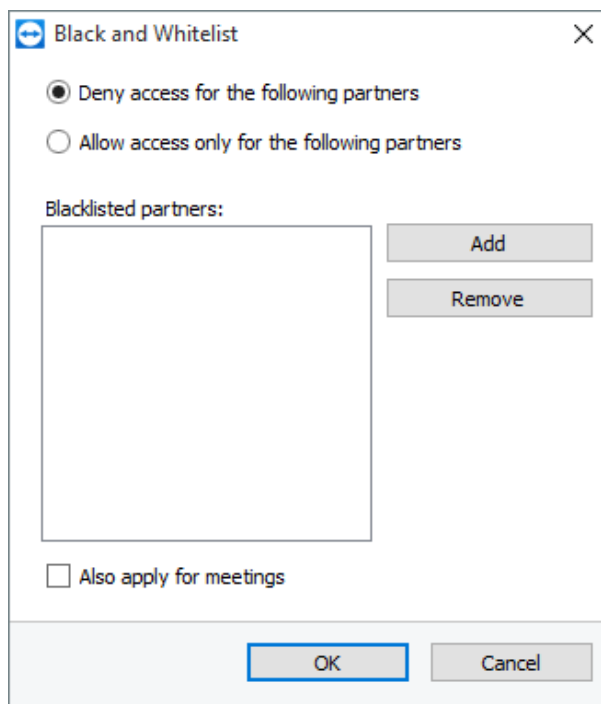 Black and Whitelist
Deny access for the following partners
Allow access only for the following partners
Blacklisted partners:
Add
Remove
Also apply for meetings
OK
Cancel